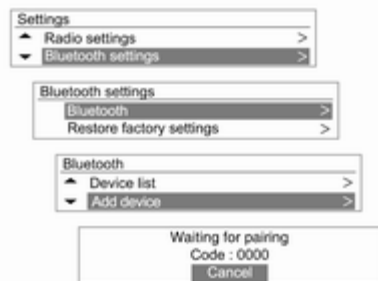 Settings
Radio settings >
Bluetooth settings >
Bluetooth settings
Bluetooth >
Restore factory settings >
Bluetooth
Device list >
Add device >
Waiting for pairing
Code : 0000
Cancel